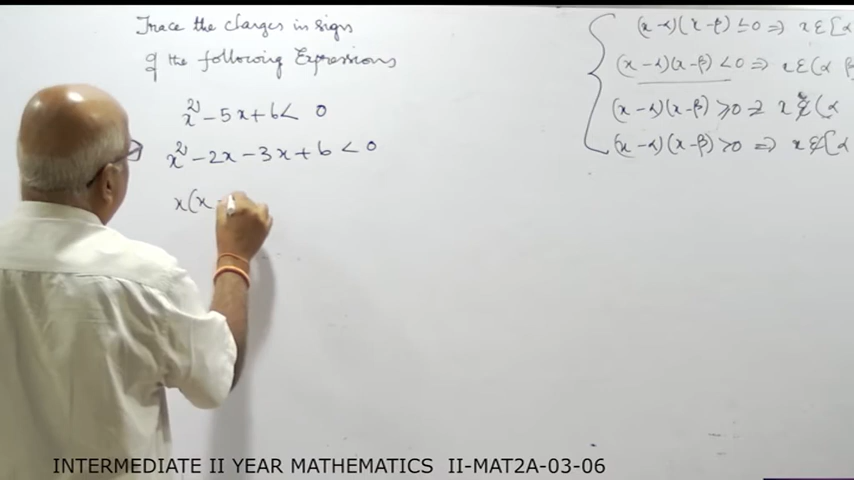 Trace the changes in signs
of the following Expressions
x² - 5x + 6 < 0
x² - 2x - 3x + 6 < 0
x(x
(x-α)(x-β) ≤ 0 ⇒ x ∈ [α
(x-α)(x-β) < 0 ⇒ x ∈ (α β
(x-α)(x-β) ≥ 0 ⇒ x ∉ (α
(x-α)(x-β) > 0 ⇒ x ∉ [α
INTERMEDIATE II YEAR MATHEMATICS II-MAT2A-03-06